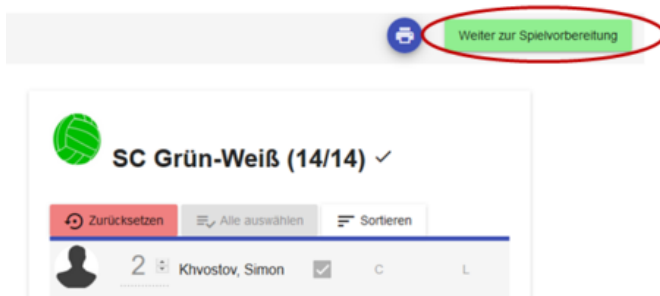 Weiter zur Spielvorbereitung
SC Grün-Weiß (14/14)
Zurücksetzen Alle auswählen Sortieren
2 Khvostov, Simon C L